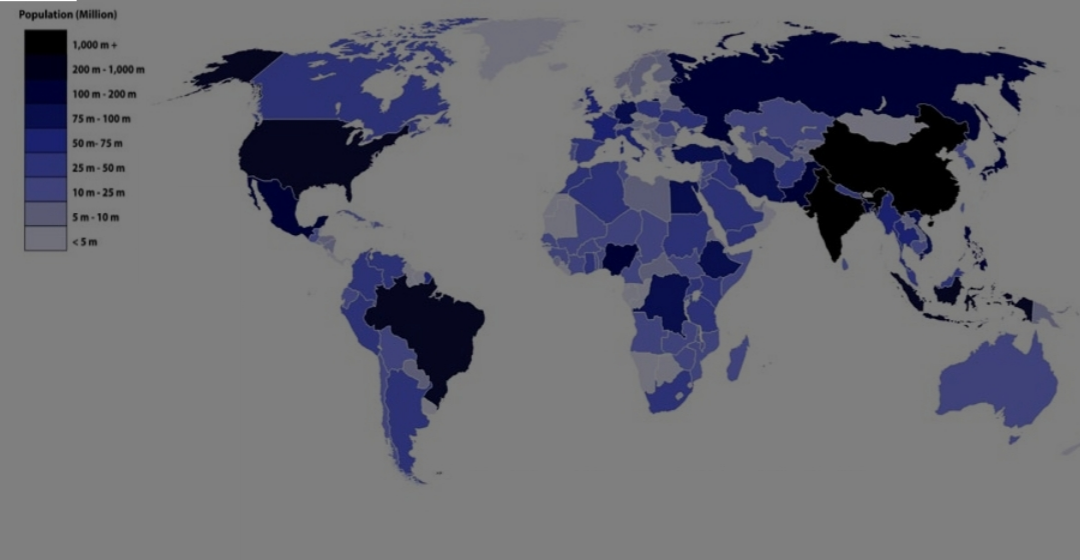 Population (Million)
1,000 m +
200 m - 1,000 m
100 m - 200 m
75 m - 100 m
50 m- 75 m
25 m - 50 m
10 m - 25 m
5 m - 10 m
< 5 m